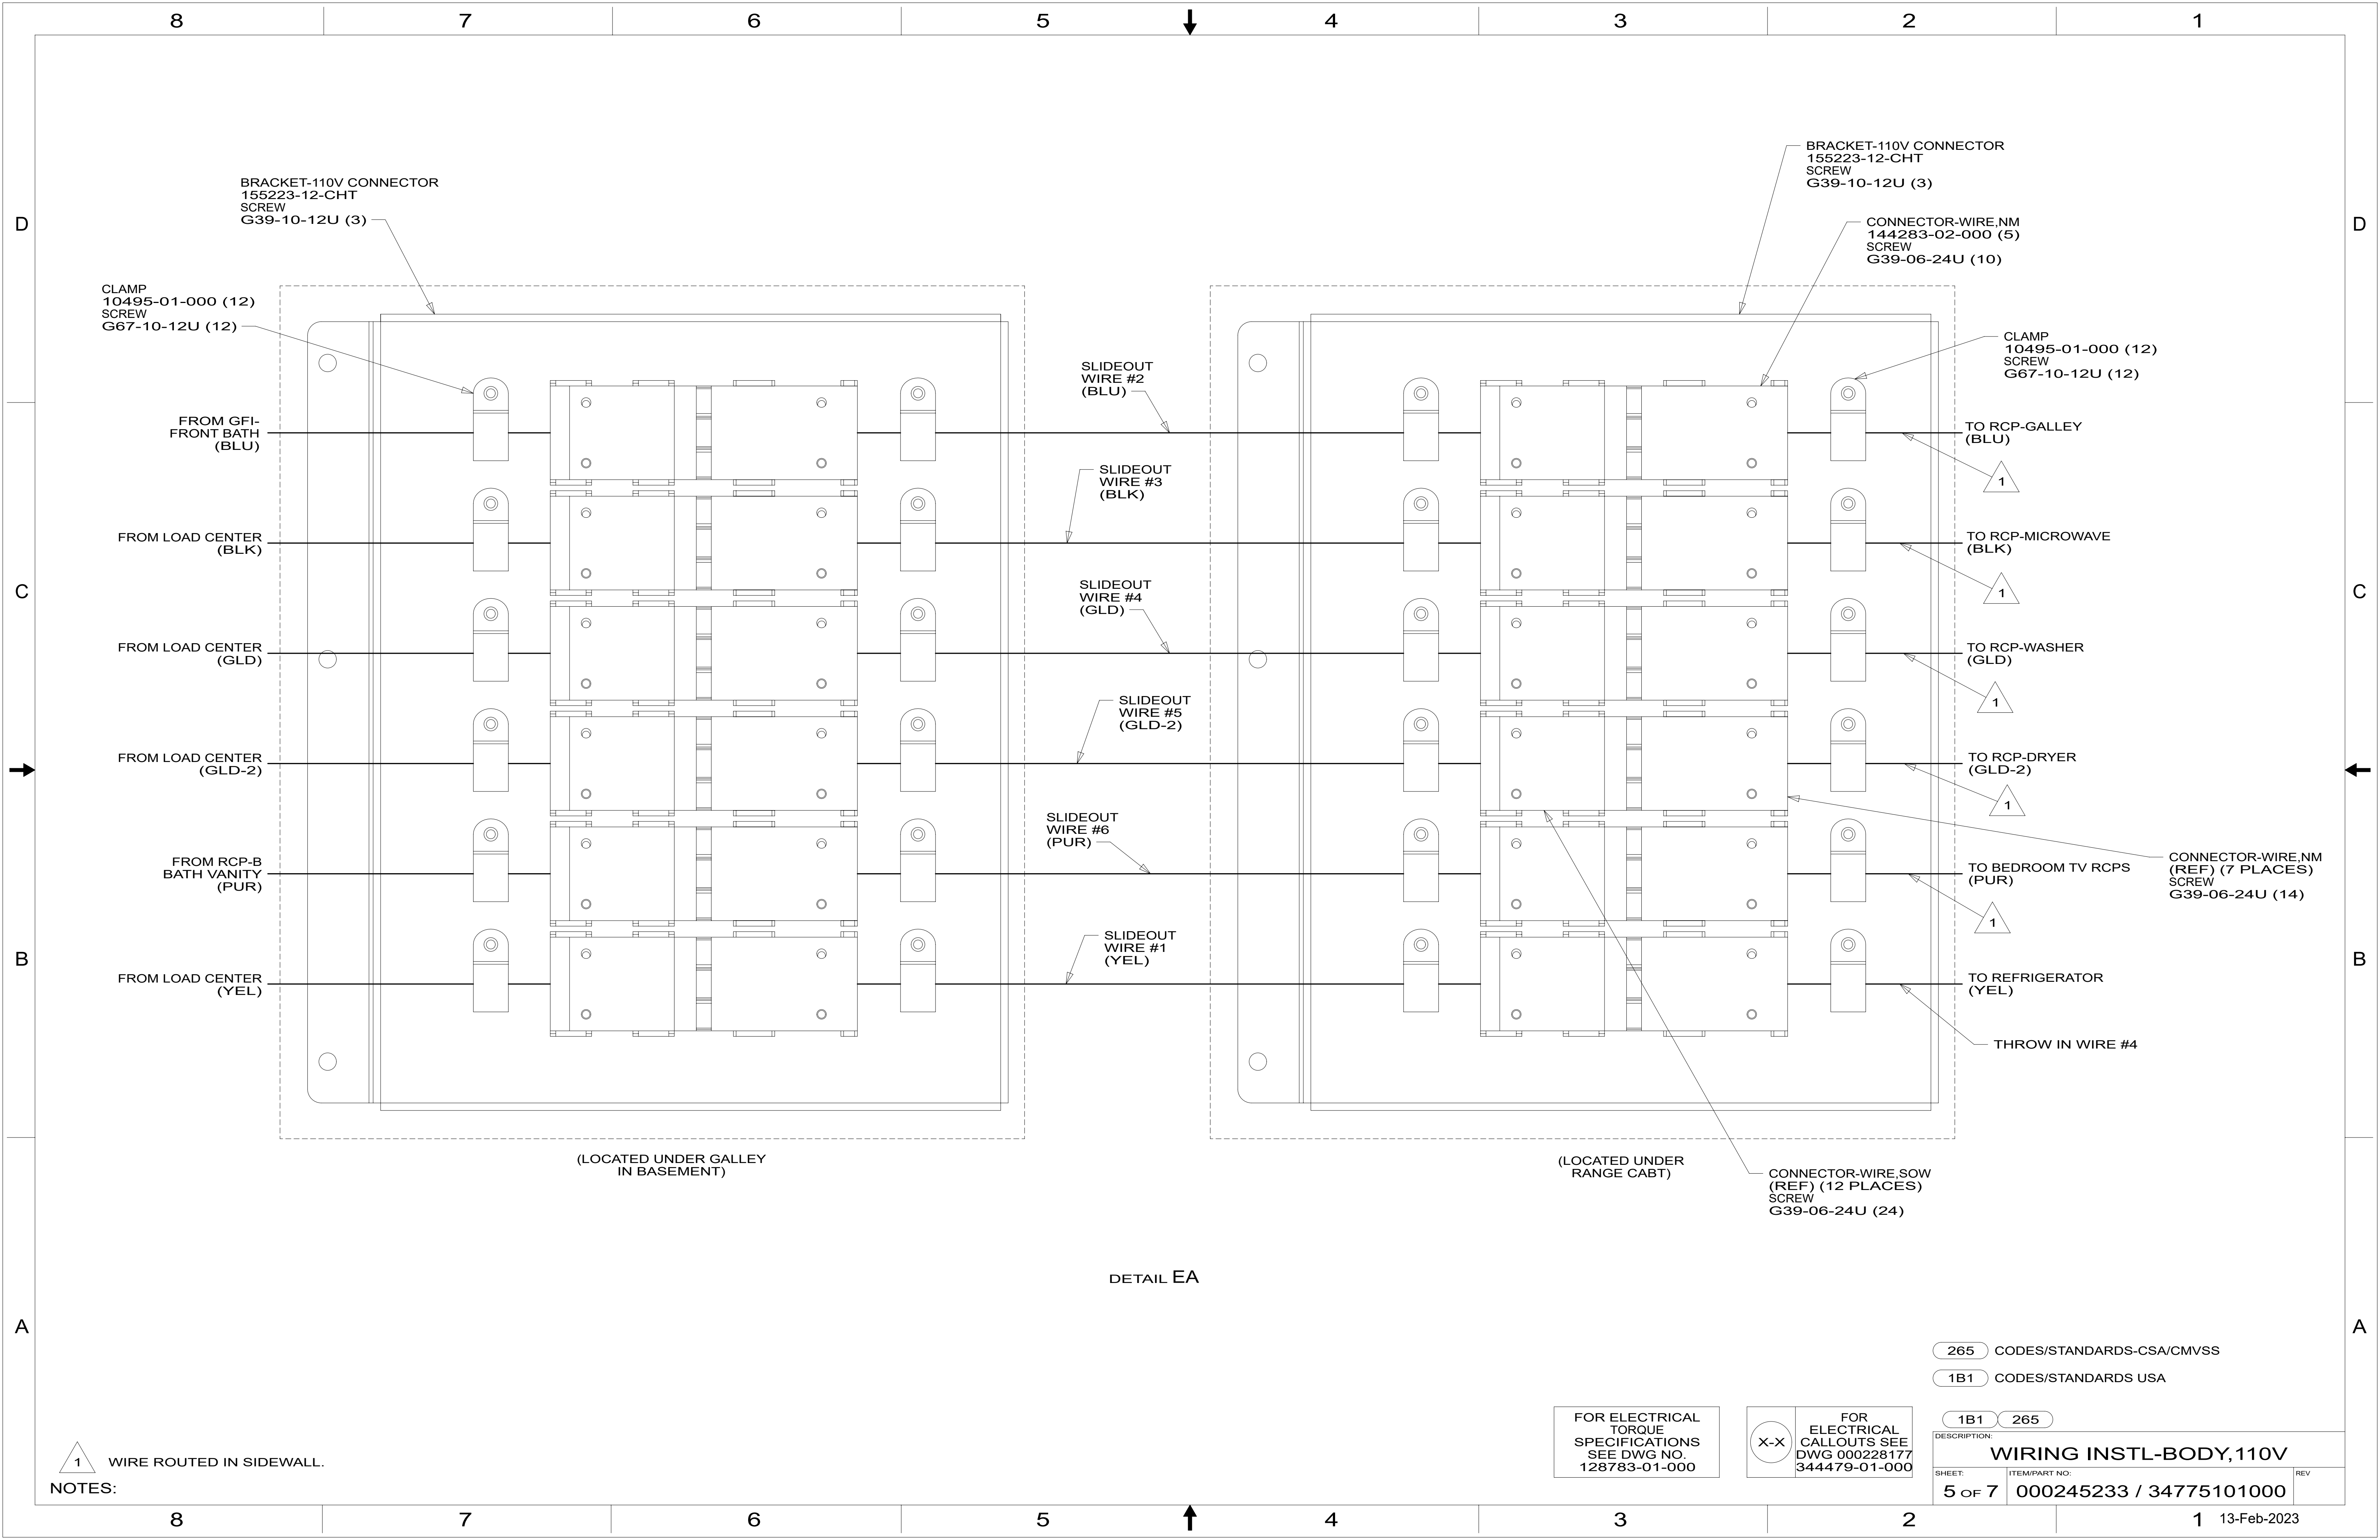 8 7 6 5 4 3 2 1
BRACKET-110V CONNECTOR
155223-12-CHT
SCREW
G39-10-12U (3)
BRACKET-110V CONNECTOR
155223-12-CHT
SCREW
G39-10-12U (3)
D
D
CONNECTOR-WIRE,NM
144283-02-000 (5)
SCREW
G39-06-24U (10)
CLAMP
10495-01-000 (12)
SCREW
G67-10-12U (12)
CLAMP
10495-01-000 (12)
SCREW
G67-10-12U (12)
SLIDEOUT
WIRE #2
(BLU)
FROM GFI-
FRONT BATH
(BLU)
TO RCP-GALLEY
(BLU)
1
SLIDEOUT
WIRE #3
(BLK)
FROM LOAD CENTER
(BLK)
TO RCP-MICROWAVE
(BLK)
1
C
C
SLIDEOUT
WIRE #4
(GLD)
FROM LOAD CENTER
(GLD)
TO RCP-WASHER
(GLD)
1
SLIDEOUT
WIRE #5
(GLD-2)
FROM LOAD CENTER
(GLD-2)
TO RCP-DRYER
(GLD-2)
1
SLIDEOUT
WIRE #6
(PUR)
FROM RCP-B
BATH VANITY
(PUR)
TO BEDROOM TV RCPS
(PUR)
1
CONNECTOR-WIRE,NM
(REF) (7 PLACES)
SCREW
G39-06-24U (14)
B
B
SLIDEOUT
WIRE #1
(YEL)
FROM LOAD CENTER
(YEL)
TO REFRIGERATOR
(YEL)
THROW IN WIRE #4
(LOCATED UNDER GALLEY
IN BASEMENT)
(LOCATED UNDER
RANGE CABT)
CONNECTOR-WIRE,SOW
(REF) (12 PLACES)
SCREW
G39-06-24U (24)
DETAIL EA
A
A
265 CODES/STANDARDS-CSA/CMVSS
1B1 CODES/STANDARDS USA
1B1 265
FOR ELECTRICAL
TORQUE
SPECIFICATIONS
SEE DWG NO.
128783-01-000
X-X
FOR
ELECTRICAL
CALLOUTS SEE
DWG 000228177
344479-01-000
DESCRIPTION:
WIRING INSTL-BODY,110V
SHEET:
5 OF 7
ITEM/PART NO:
000245233 / 34775101000
REV
1 WIRE ROUTED IN SIDEWALL.
NOTES:
8 7 6 5 4 3 2 1
13-Feb-2023